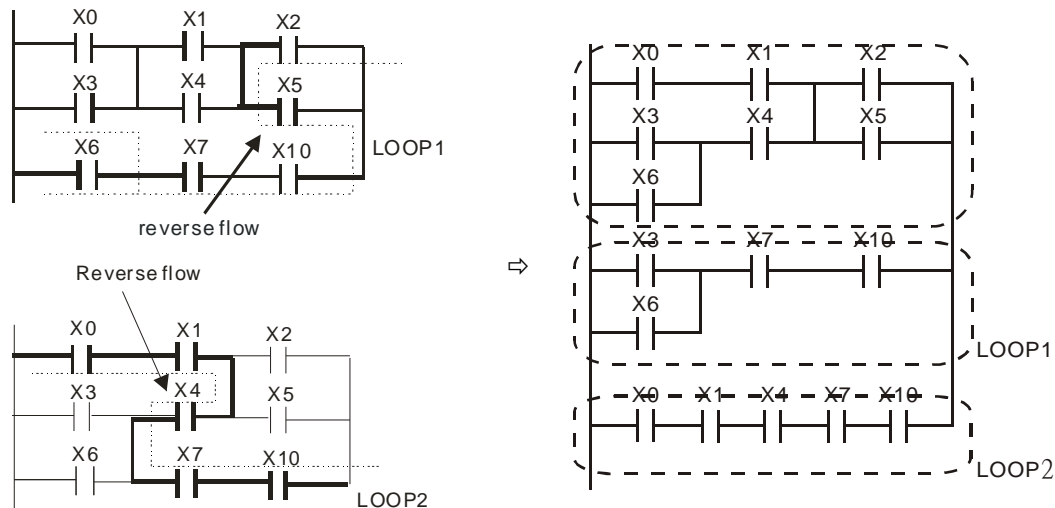 X0 X1 X2
X3 X4 X5
X6 X7 X10
LOOP1
reverse flow
Reverse flow
X0 X1 X2
X3 X4 X5
X6 X7 X10
LOOP2
⇨
X0 X1 X2
X3 X4 X5
X6
X3 X7 X10
X6
LOOP1
X0 X1 X4 X7 X10
LOOP2